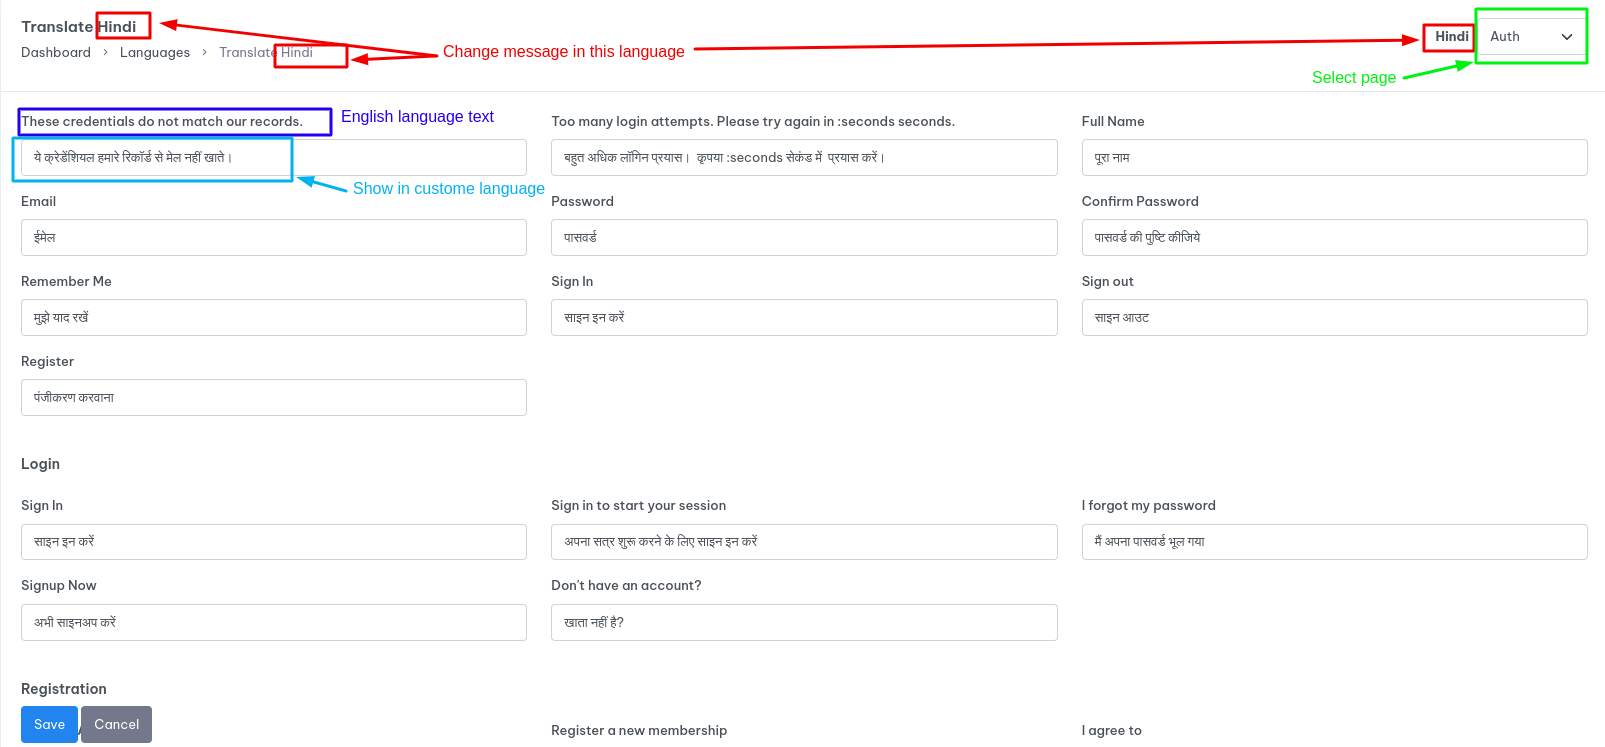 Translate Hindi
Dashboard > Languages > Translate Hindi
Change message in this language
Hindi
Auth
Select page
These credentials do not match our records.
English language text
Too many login attempts. Please try again in :seconds seconds.
Full Name
ये क्रेडेंशियल हमारे रिकॉर्ड से मेल नहीं खाते।
बहुत अधिक लॉगिन प्रयास। कृपया :seconds सेकंड में प्रयास करें।
पूरा नाम
Show in custome language
Email
Password
Confirm Password
ईमेल
पासवर्ड
पासवर्ड की पुष्टि कीजिये
Remember Me
Sign In
Sign out
मुझे याद रखें
साइन इन करें
साइन आउट
Register
पंजीकरण करवाना
Login
Sign In
Sign in to start your session
I forgot my password
साइन इन करें
अपना सत्र शुरू करने के लिए साइन इन करें
मैं अपना पासवर्ड भूल गया
Signup Now
Don't have an account?
अभी साइनअप करें
खाता नहीं है?
Registration
Save
Cancel
Register a new membership
I agree to